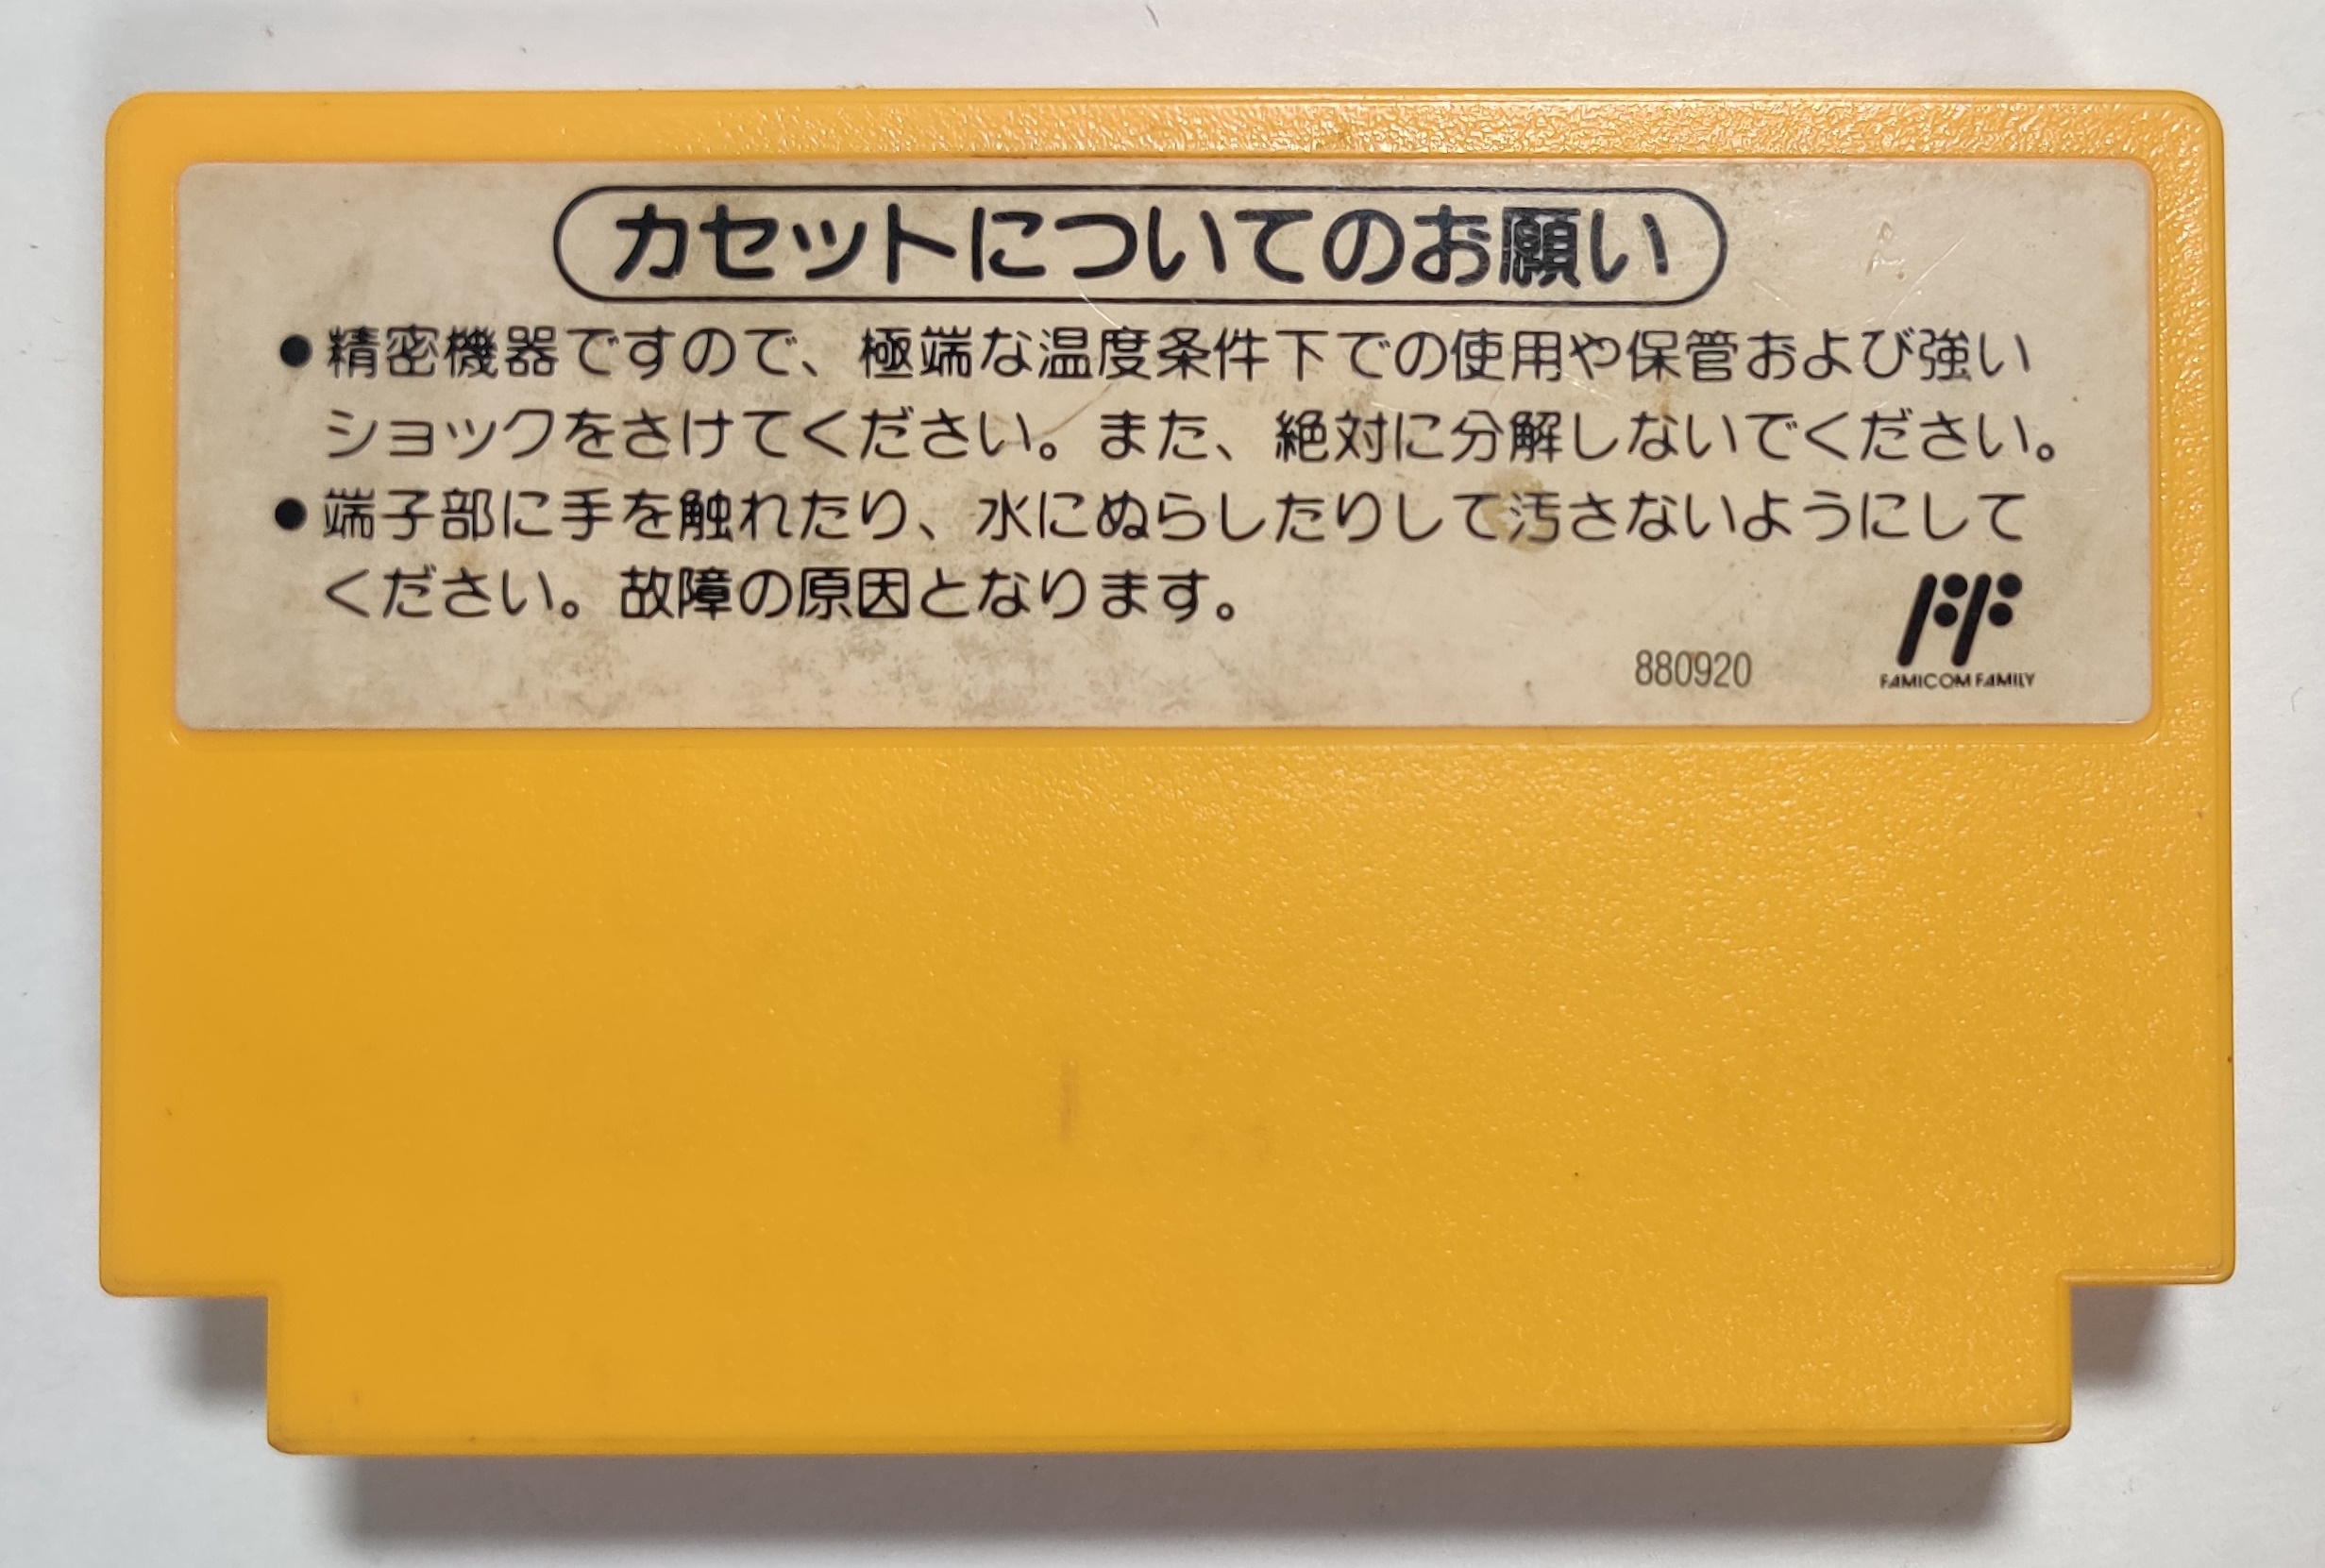 カセットについてのお願い
●精密機器ですので、極端な温度条件下での使用や保管および強い
ショックをさけてください。また、絶対に分解しないでください。
●端子部に手を触れたり、水にぬらしたりして汚さないようにして
ください。故障の原因となります。
880920
FF
FAMICOM FAMILY